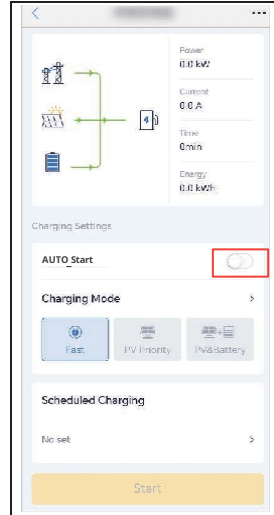 Power
0.0 kW
Current
0.0 A
Time
0min
Energy
0.0 kWh
Charging Settings
AUTO Start
Charging Mode
Fast
PV Priority
PV&Battery
Scheduled Charging
No set
Start